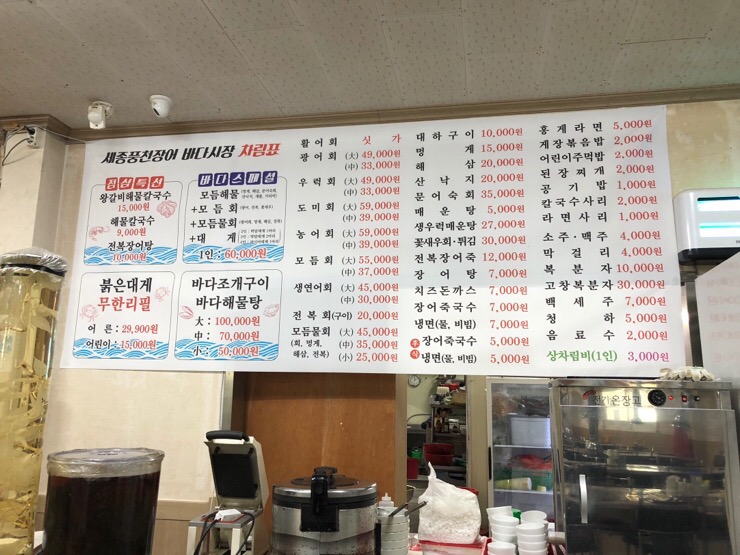 세종풍천장어 바다시장 차림표
점심특선
왕갈비해물칼국수
15,000원
해물칼국수
9,000원
전복장어탕
10,000원
바다스페셜
모듬해물
+모듬회
+모듬물회
+대게
1인 : 60,000원
붉은대게
무한리필
어른 : 29,900원
어린이 : 15,000원
바다조개구이
바다해물탕
대 : 100,000원
중 : 70,000원
소 : 50,000원
활어회 싯가
광어회 (大) 49,000원
(中) 33,000원
우럭회 (大) 49,000원
(中) 33,000원
도미회 (大) 59,000원
(中) 39,000원
농어회 (大) 59,000원
(中) 39,000원
모듬 (大) 55,000원
(中) 37,000원
생연어회 (大) 45,000원
(中) 30,000원
전복회(구이) 20,000원
모듬물회 (大) 45,000원
(회, 멍게, (中) 35,000원
해삼, 전복) (小) 25,000원
대하구이 10,000원
멍게 15,000원
해삼 20,000원
산낙지 20,000원
문어숙회 35,000원
매운탕 5,000원
생우럭매운탕 27,000원
꽃새우회·튀김 30,000원
전복장어죽 12,000원
장어탕 7,000원
치즈돈까스 7,000원
장어죽국수 7,000원
냉면(물, 비빔) 7,000원
후식
장어죽국수 5,000원
냉면(물, 비빔) 5,000원
홍게라면 5,000원
게장볶음밥 2,000원
어린이주먹밥 2,000원
된장찌개 2,000원
공기밥 1,000원
칼국수사리 2,000원
라면사리 1,000원
소주·맥주 4,000원
막걸리 4,000원
복분자 10,000원
고창복분자 30,000원
백세주 7,000원
청하 5,000원
음료수 2,000원
상차림비(1인) 3,000원
전기온장고